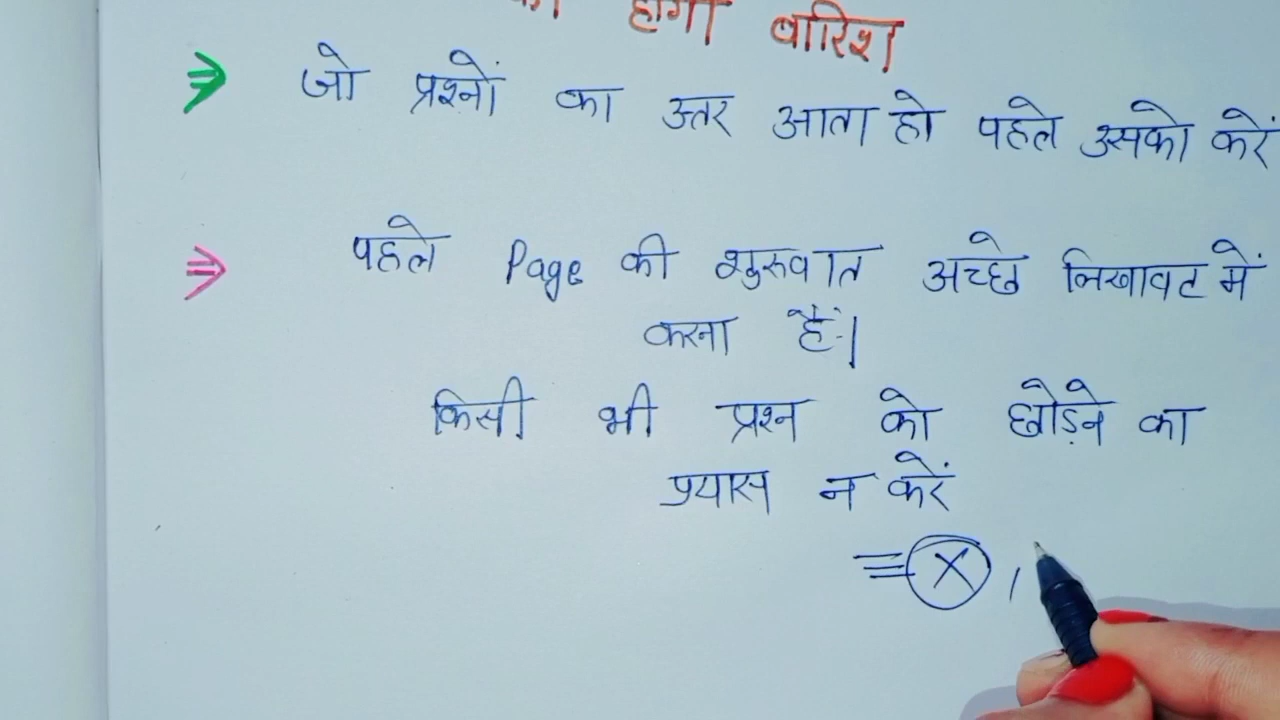 होगी बारिश
⇒ जो प्रश्नों का उत्तर आता हो पहले उसको करें
⇒ पहले Page की शुरुवात अच्छे लिखावट में
करना हैं।
किसी भी प्रश्न को छोड़ने का
प्रयास न करें